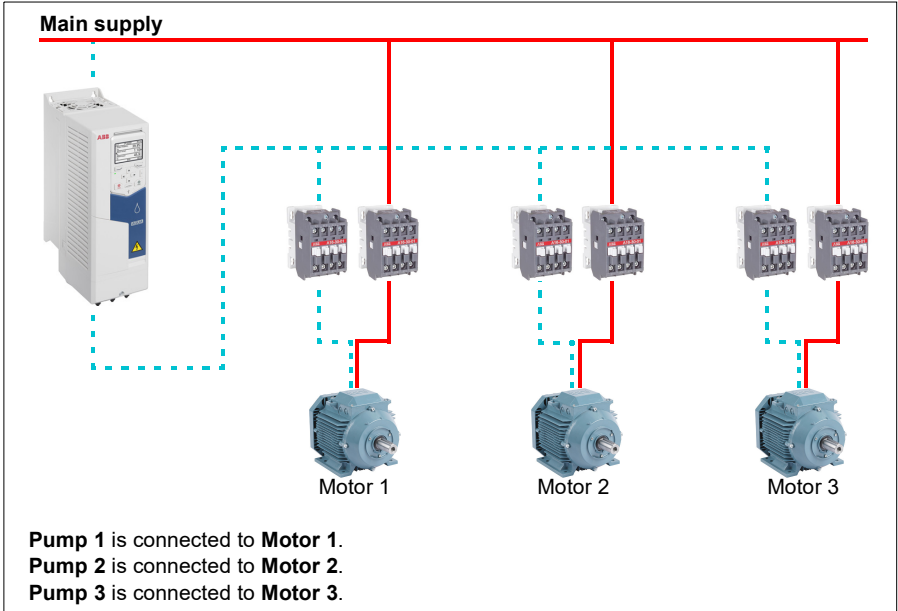 Main supply
ABB
Motor 1
Motor 2
Motor 3
Pump 1 is connected to Motor 1.
Pump 2 is connected to Motor 2.
Pump 3 is connected to Motor 3.